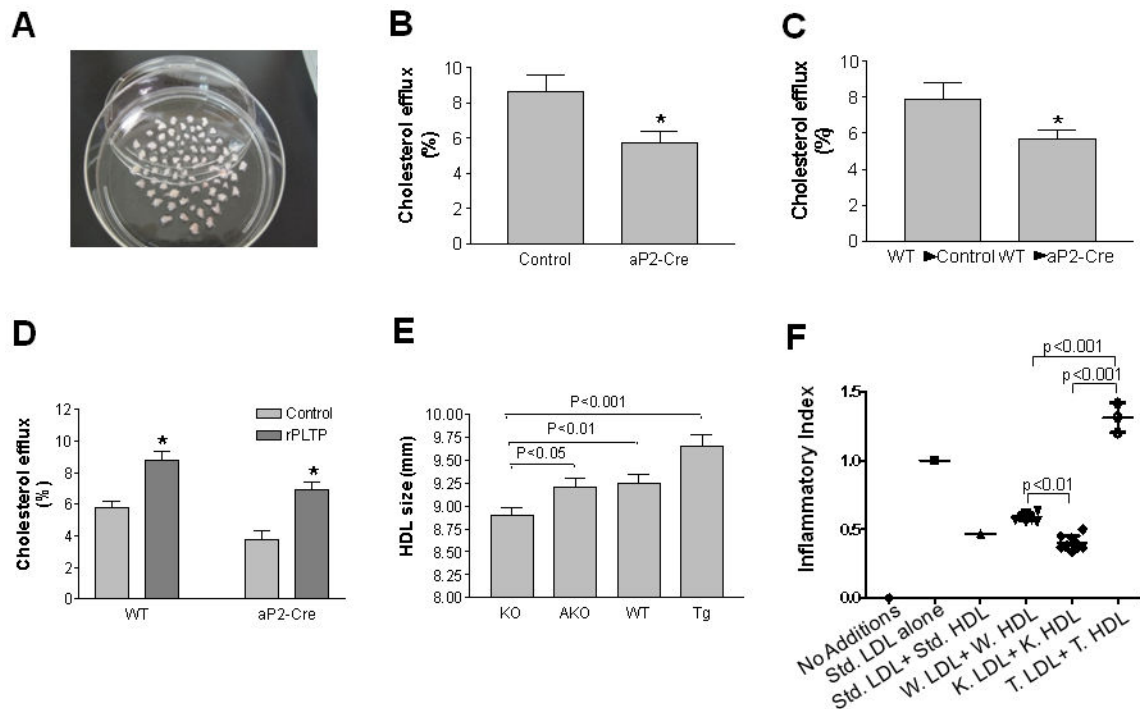 A
B
Cholesterol efflux
(%)
10
8
6
4
2
0
*
Control
aP2-Cre
C
Cholesterol efflux
(%)
10
8
6
4
2
0
*
WT ►Control WT ►aP2-Cre
D
Cholesterol efflux
(%)
12
10
8
6
4
2
0
Control
rPLTP
*
*
WT
aP2-Cre
E
HDL size (mm)
10.00
9.75
9.50
9.25
9.00
8.75
8.50
8.25
8.00
P<0.001
P<0.01
P<0.05
KO
AKO
WT
Tg
F
Inflammatory Index
1.5
1.0
0.5
0.0
p<0.001
p<0.001
p<0.01
No Additions
Std. LDL alone
Std. LDL+ Std. HDL
W. LDL+ W. HDL
K. LDL+ K. HDL
T. LDL+ T. HDL